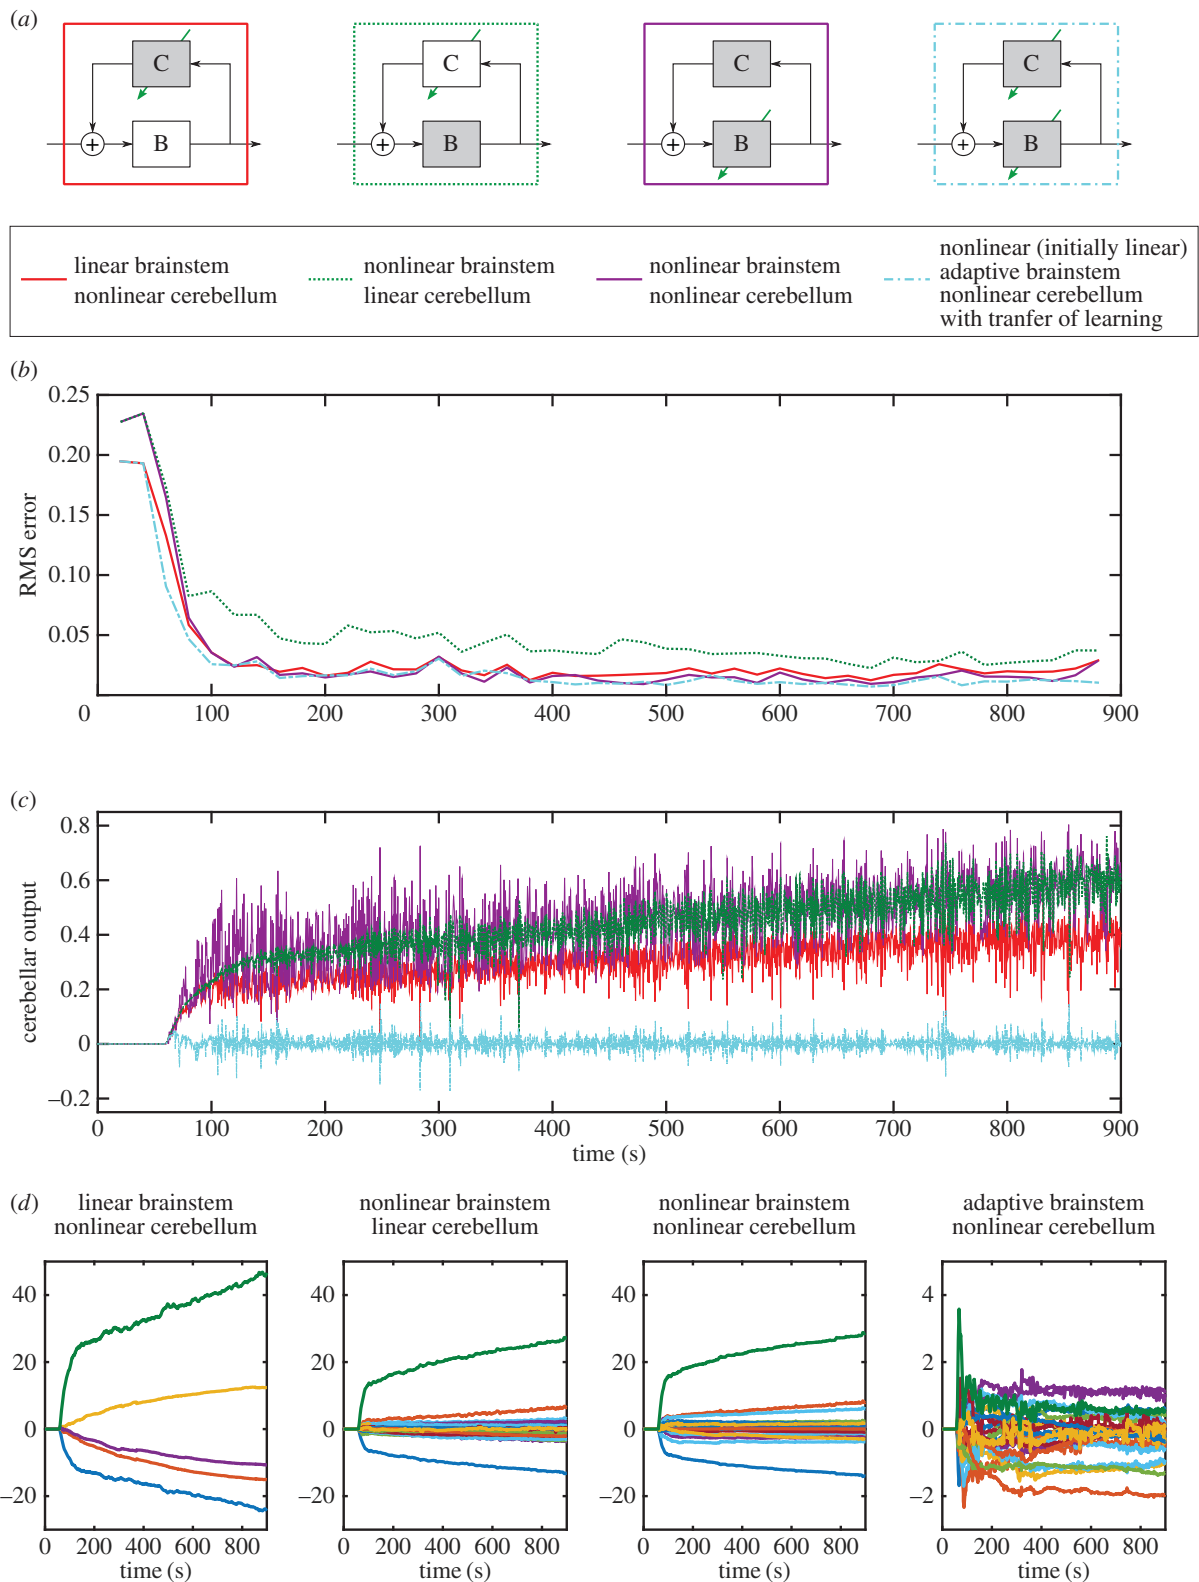 (a)
C
B
+
C
B
+
C
B
+
C
B
+
linear brainstem
nonlinear cerebellum
nonlinear brainstem
linear cerebellum
nonlinear brainstem
nonlinear cerebellum
nonlinear (initially linear)
adaptive brainstem
nonlinear cerebellum
with tranfer of learning
(b)
0.25
0.20
0.15
0.10
0.05
RMS error
0 100 200 300 400 500 600 700 800 900
(c)
0.8
0.6
0.4
0.2
0
–0.2
cerebellar output
0 100 200 300 400 500 600 700 800 900
time (s)
(d)
linear brainstem
nonlinear cerebellum
40
20
0
–20
0 200 400 600 800
time (s)
nonlinear brainstem
linear cerebellum
40
20
0
–20
0 200 400 600 800
time (s)
nonlinear brainstem
nonlinear cerebellum
40
20
0
–20
0 200 400 600 800
time (s)
adaptive brainstem
nonlinear cerebellum
4
2
0
–2
0 200 400 600 800
time (s)